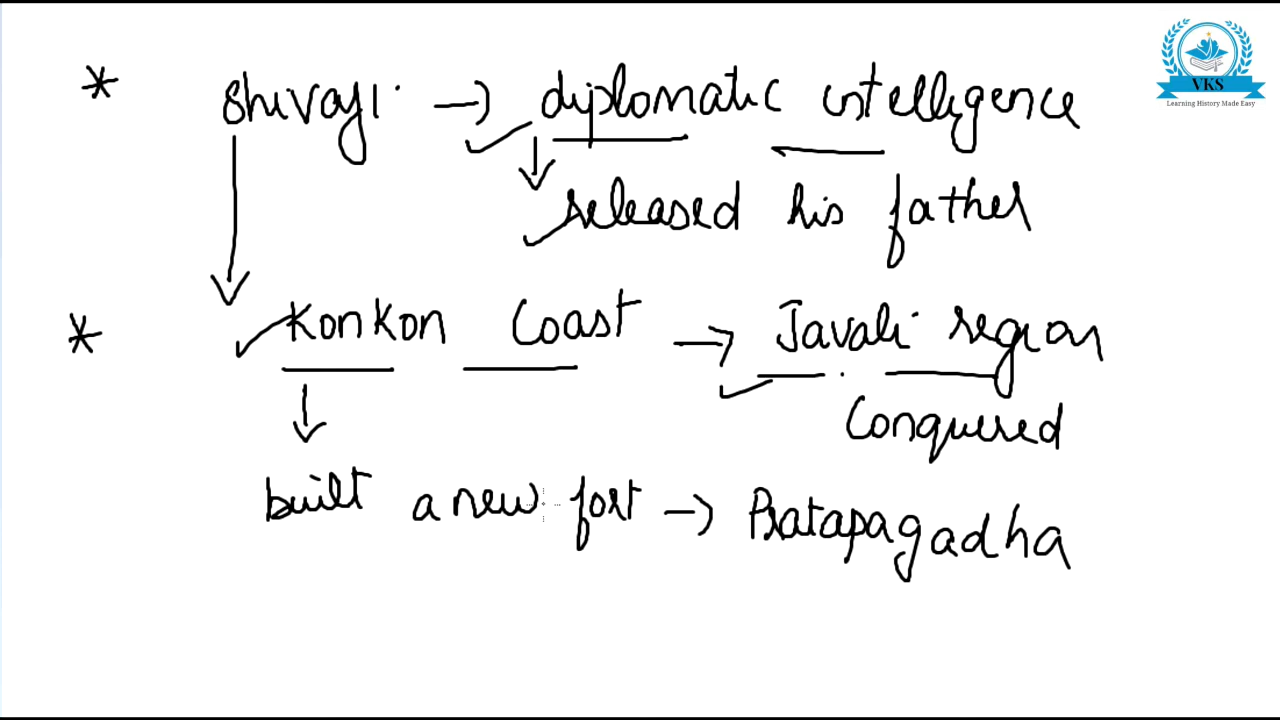 VKS
Learning History Made Easy
* Shivaji → diplomatic intelligence
↓ released his father
* Konkon Coast → Javali region
Conquered
↓
built a new fort → Pratapagadha